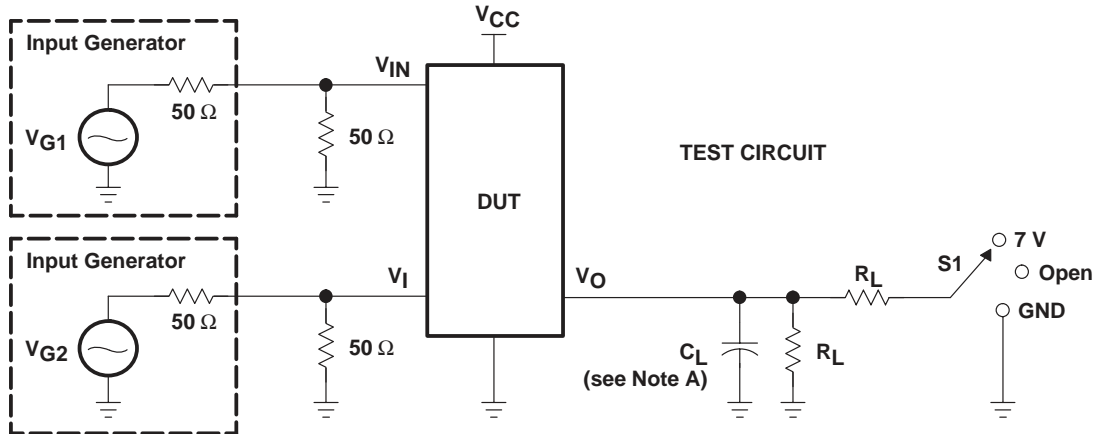 VCC
Input Generator
VIN
50 Ω
VG1
50 Ω
TEST CIRCUIT
DUT
Input Generator
VI
VO
50 Ω
VG2
50 Ω
CL
(see Note A)
RL
RL
S1
7 V
Open
GND